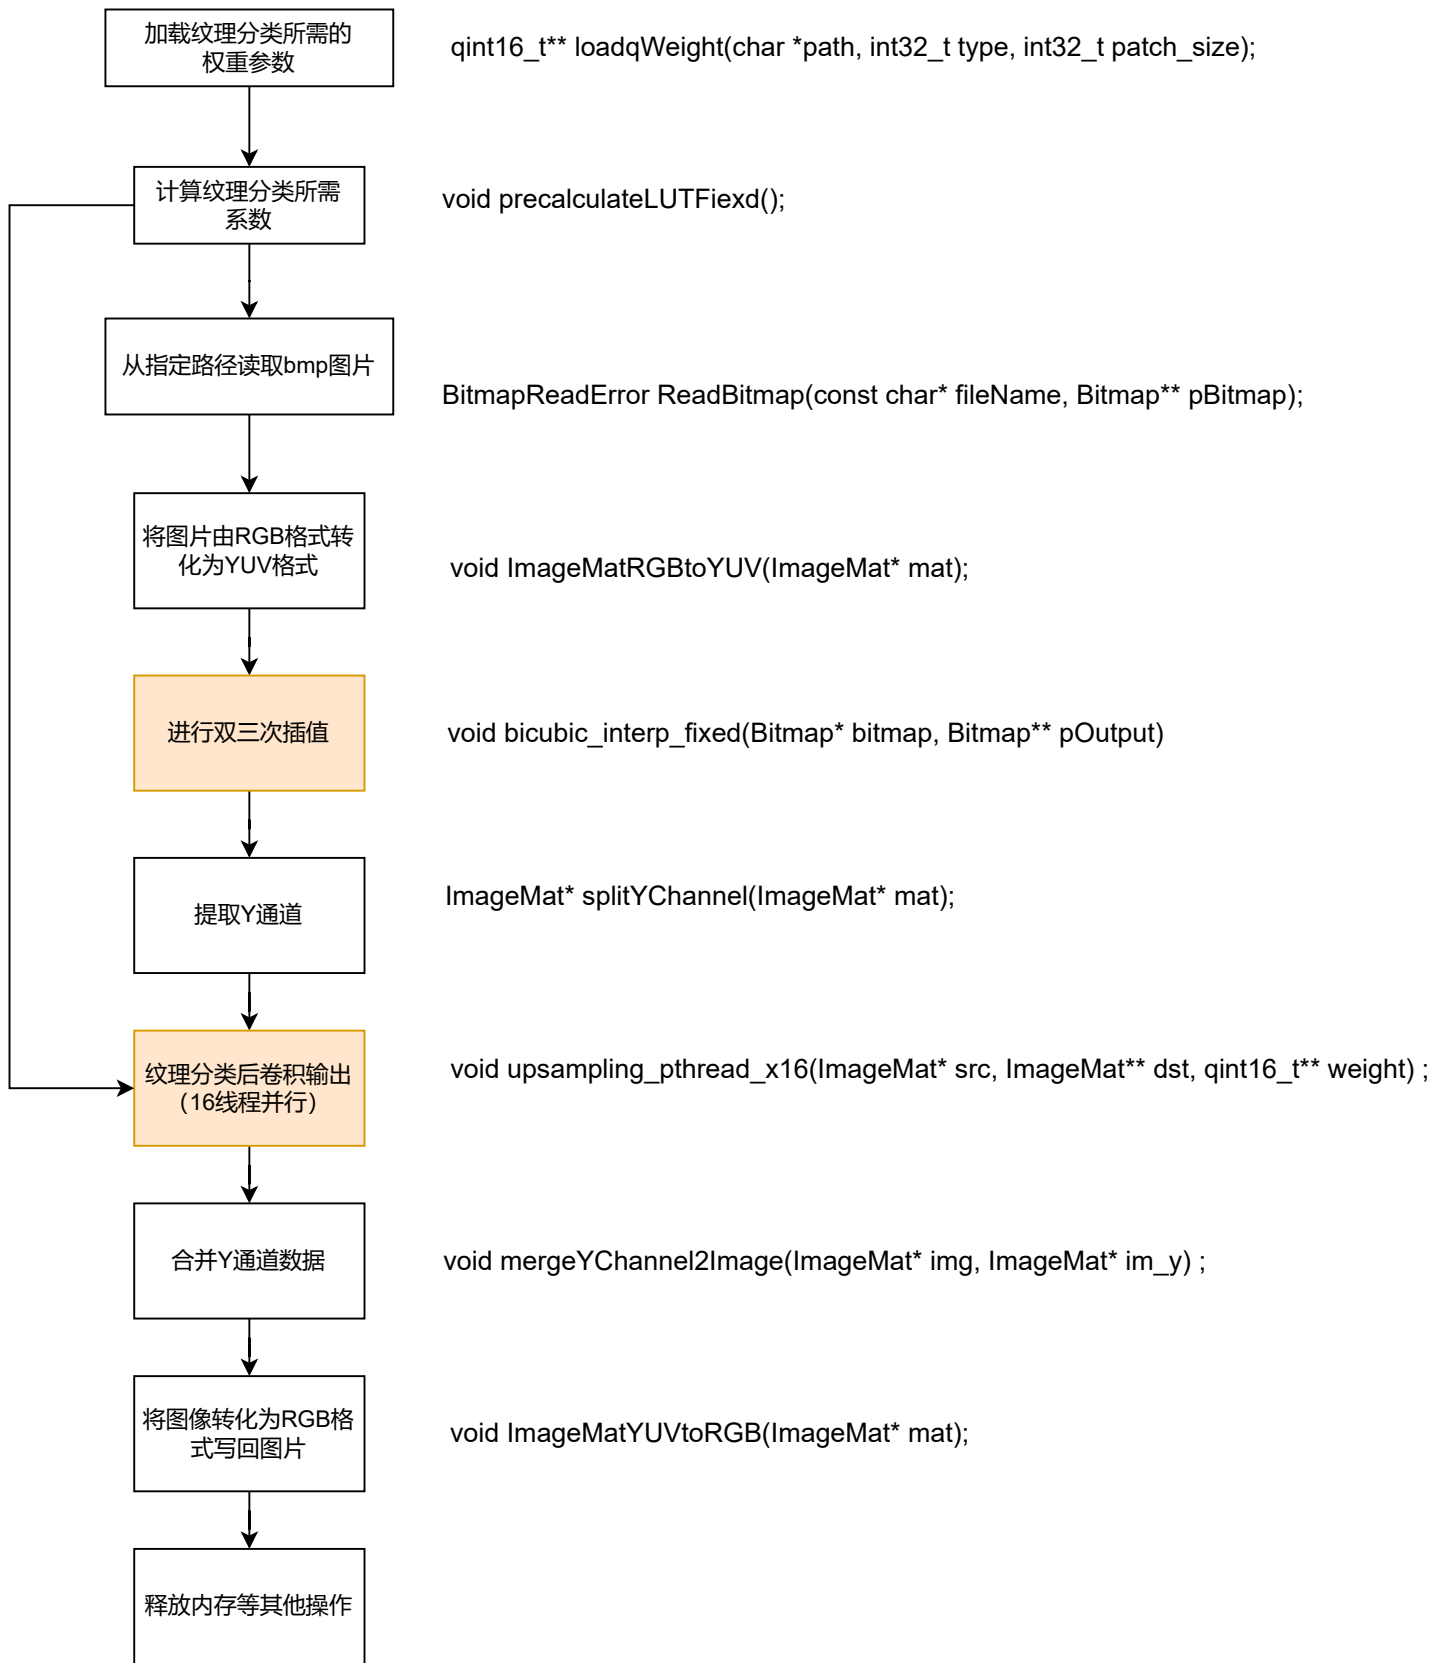 加载纹理分类所需的
权重参数
qint16_t** loadqWeight(char *path, int32_t type, int32_t patch_size);
计算纹理分类所需
系数
void precalculateLUTFiexd();
从指定路径读取bmp图片
BitmapReadError ReadBitmap(const char* fileName, Bitmap** pBitmap);
将图片由RGB格式转
化为YUV格式
void ImageMatRGBtoYUV(ImageMat* mat);
进行双三次插值
void bicubic_interp_fixed(Bitmap* bitmap, Bitmap** pOutput)
提取Y通道
ImageMat* splitYChannel(ImageMat* mat);
纹理分类后卷积输出
（16线程并行）
void upsampling_pthread_x16(ImageMat* src, ImageMat** dst, qint16_t** weight) ;
合并Y通道数据
void mergeYChannel2Image(ImageMat* img, ImageMat* im_y) ;
将图像转化为RGB格
式写回图片
void ImageMatYUVtoRGB(ImageMat* mat);
释放内存等其他操作